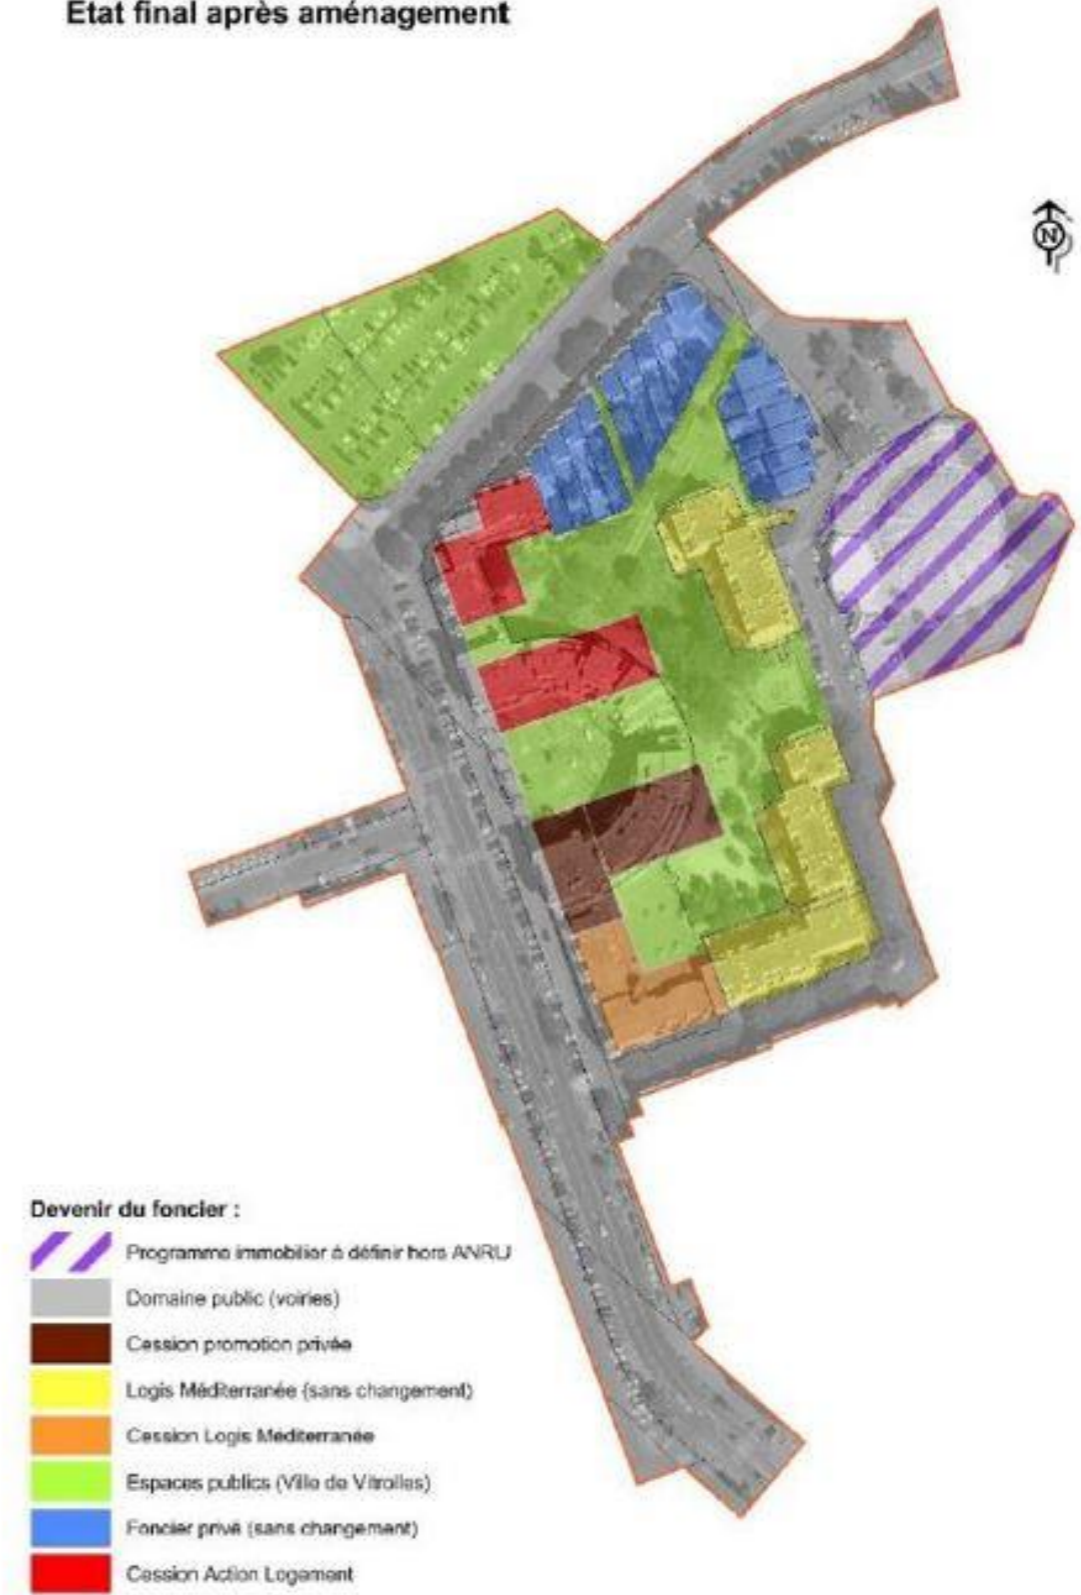 Etat final après aménagement
N
Devenir du foncier :
Programme immobilier à définir hors ANRU
Domaine public (voiries)
Cession promotion privée
Logis Méditerranée (sans changement)
Cession Logis Méditerranée
Espaces publics (Ville de Vitrolles)
Foncier privé (sans changement)
Cession Action Logement